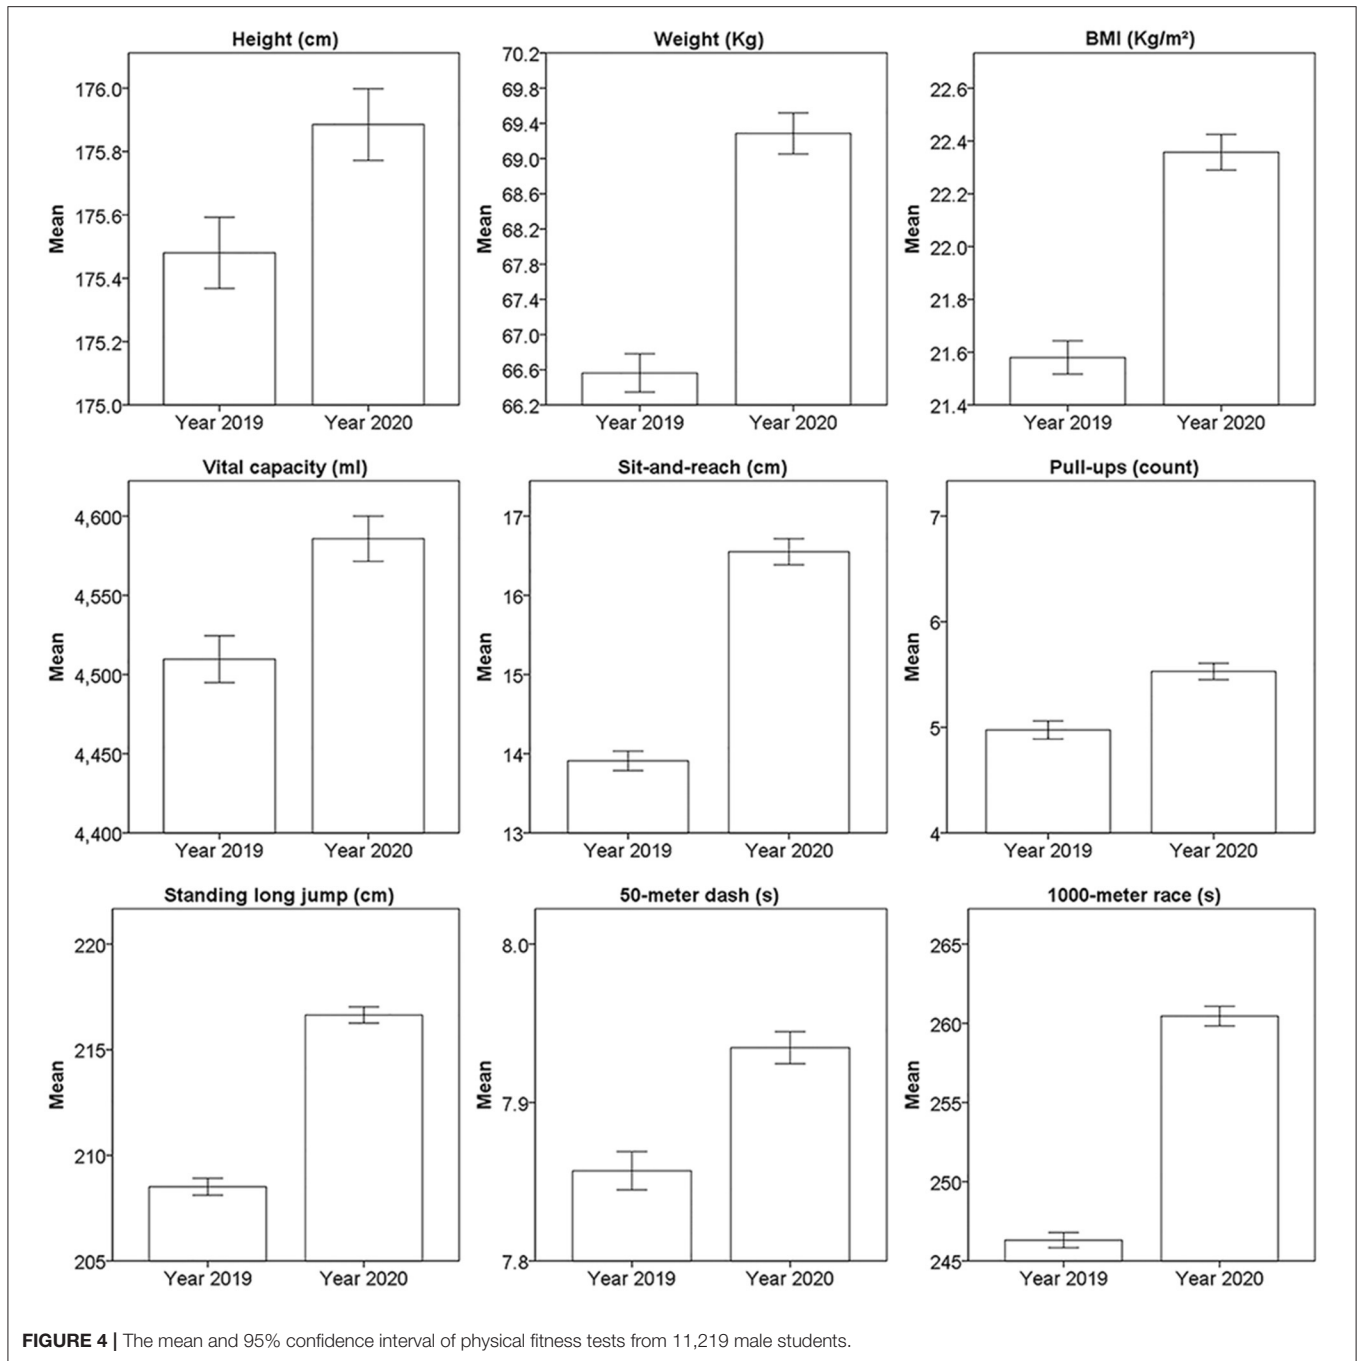 Height (cm)
Weight (Kg)
BMI (Kg/m²)
Mean
176.0
175.8
175.6
175.4
175.2
175.0
Year 2019 Year 2020
Mean
70.2
69.8
69.4
69.0
68.6
68.2
67.8
67.4
67.0
66.6
66.2
Year 2019 Year 2020
Mean
22.6
22.4
22.2
22.0
21.8
21.6
21.4
Year 2019 Year 2020
Vital capacity (ml)
Sit-and-reach (cm)
Pull-ups (count)
Mean
4,600
4,550
4,500
4,450
4,400
Year 2019 Year 2020
Mean
17
16
15
14
13
Year 2019 Year 2020
Mean
7
6
5
4
Year 2019 Year 2020
Standing long jump (cm)
50-meter dash (s)
1000-meter race (s)
Mean
220
215
210
205
Year 2019 Year 2020
Mean
8.0
7.9
7.8
Year 2019 Year 2020
Mean
265
260
255
250
245
Year 2019 Year 2020
FIGURE 4 | The mean and 95% confidence interval of physical fitness tests from 11,219 male students.